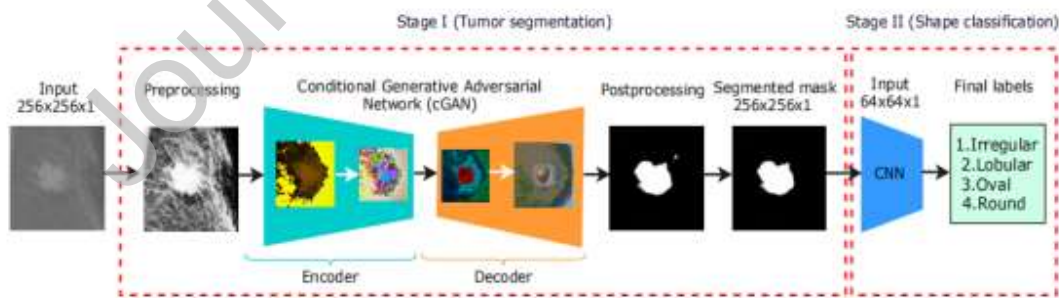 Stage I (Tumor segmentation)
Stage II (Shape classification)
Input
256x256x1
Preprocessing
Conditional Generative Adversarial
Network (cGAN)
Postprocessing
Segmented mask
256x256x1
Input
64x64x1
Final labels
CNN
1.Irregular
2.Lobular
3.Oval
4.Round
Encoder
Decoder
Jour